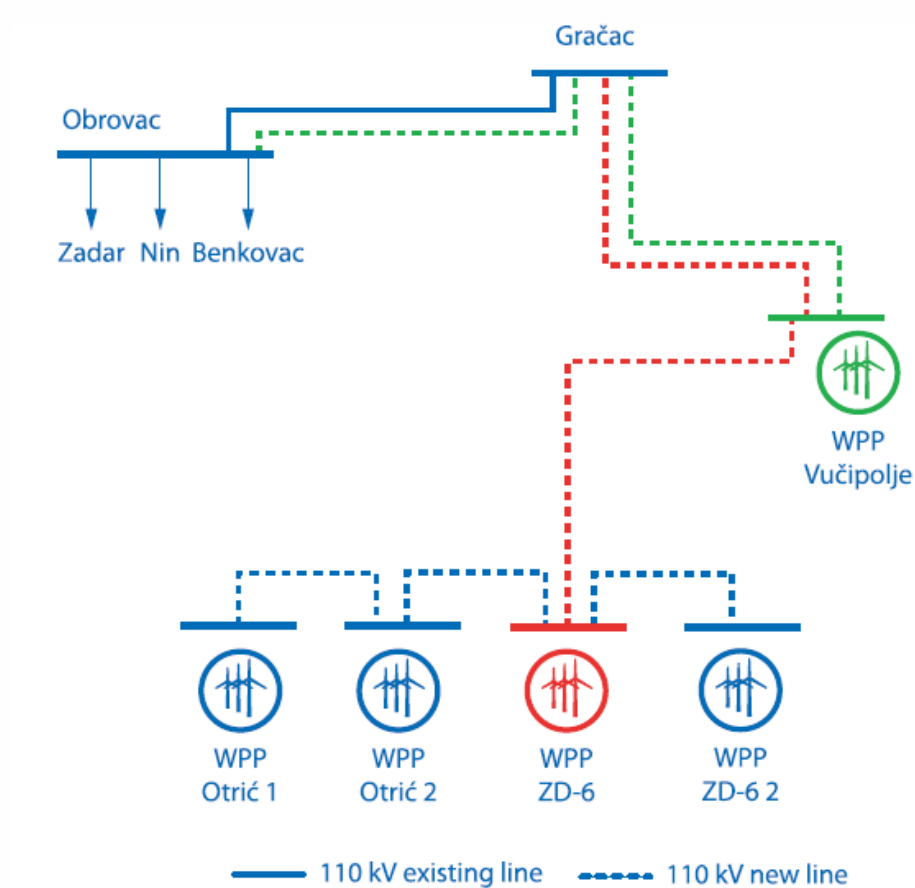 Gračac
Obrovac
Zadar Nin Benkovac
WPP
Vučipolje
WPP
Otrić 1
WPP
Otrić 2
WPP
ZD-6
WPP
ZD-6 2
110 kV existing line
110 kV new line